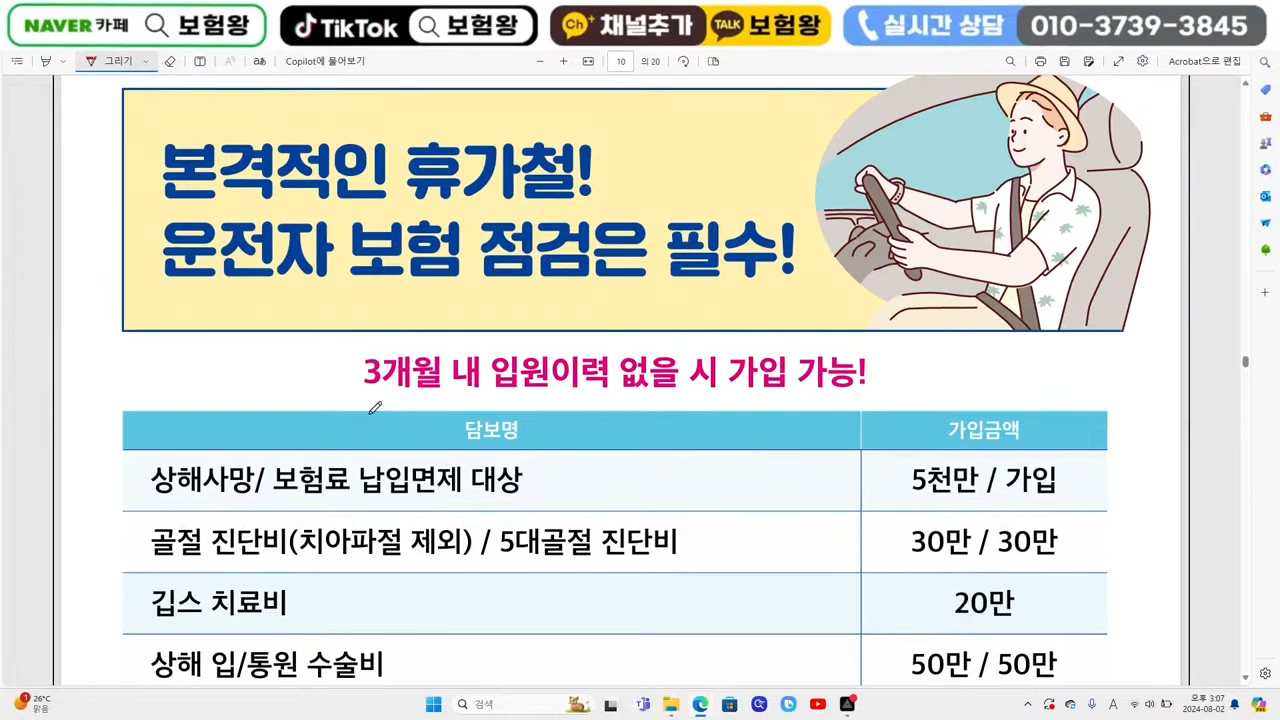 NAVER 카페 보험왕 TikTok 보험왕 Ch+ 채널추가 TALK 보험왕 실시간 상담 010-3739-3845
그리기 가あ Copilot에 물어보기 10 의 20 Acrobat으로 편집
본격적인 휴가철!
운전자 보험 점검은 필수!
3개월 내 입원이력 없을 시 가입 가능!
담보명 가입금액
상해사망/ 보험료 납입면제 대상 5천만 / 가입
골절 진단비(치아파절 제외) / 5대골절 진단비 30만 / 30만
깁스 치료비 20만
상해 입/통원 수술비 50만 / 50만
1 26°C 맑음 검색 A 오후 3:07
2024-08-02